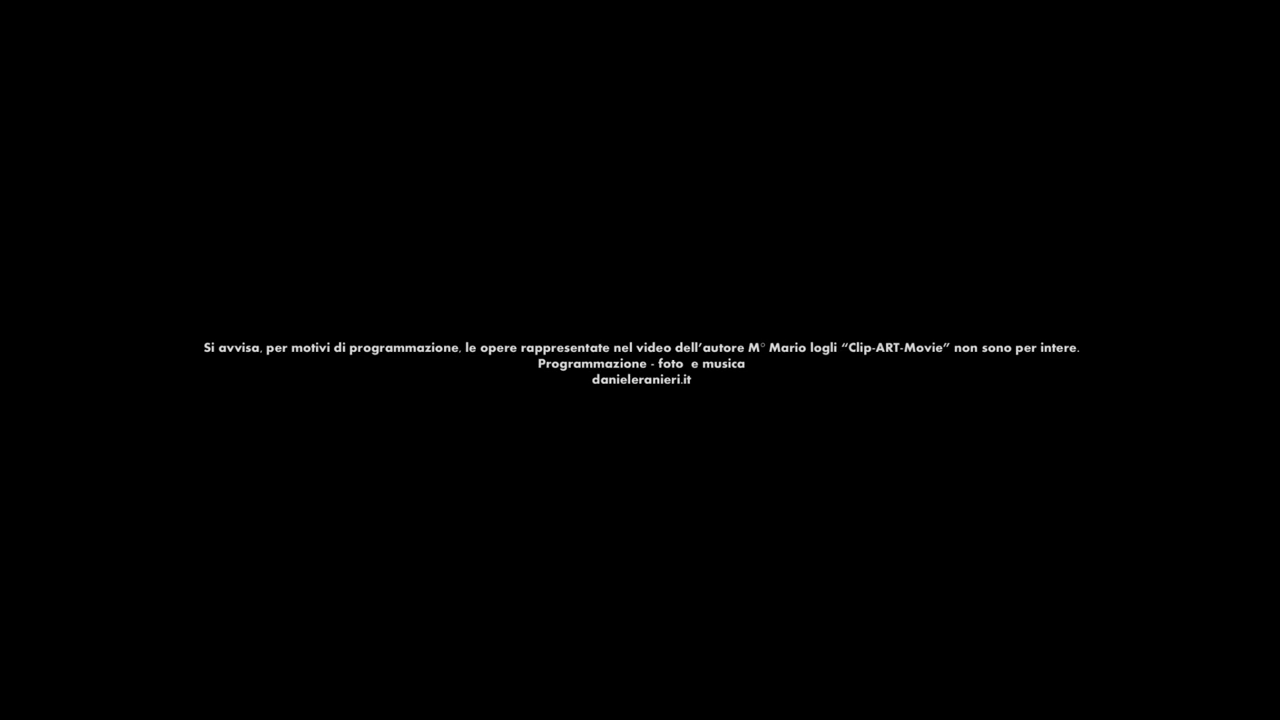 Si avvisa, per motivi di programmazione, le opere rappresentate nel video dell’autore M° Mario logli “Clip-ART-Movie” non sono per intere.
Programmazione - foto  e musica
danieleranieri.it